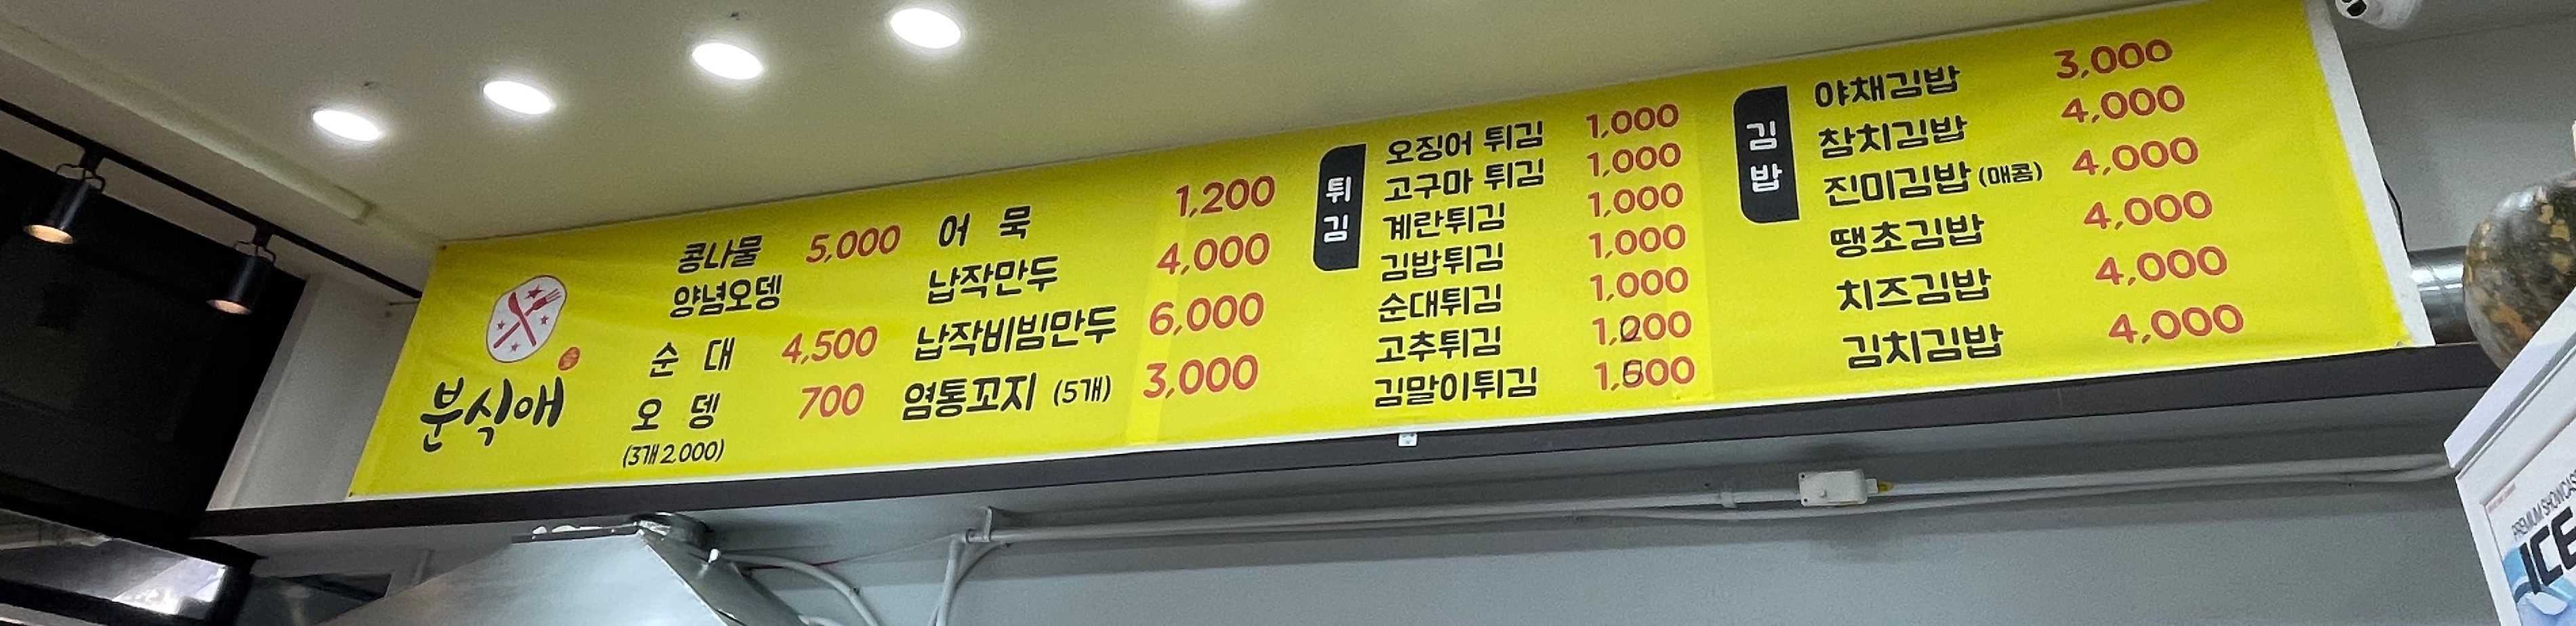 분식애
콩나물 5,000
양념오뎅
순 대 4,500
오 뎅 700
(3개 2,000)
어 묵 1,200
납작만두 4,000
납작비빔만두 6,000
염통꼬지 (5개) 3,000
튀김
오징어 튀김 1,000
고구마 튀김 1,000
계란튀김 1,000
김밥튀김 1,000
순대튀김 1,000
고추튀김 1,200
김말이튀김
김밥
야채김밥 3,000
참치김밥 4,000
진미김밥 (매콤) 4,000
땡초김밥 4,000
치즈김밥 4,000
김치김밥 4,000
PREMIUM SHOWCASE
ICE